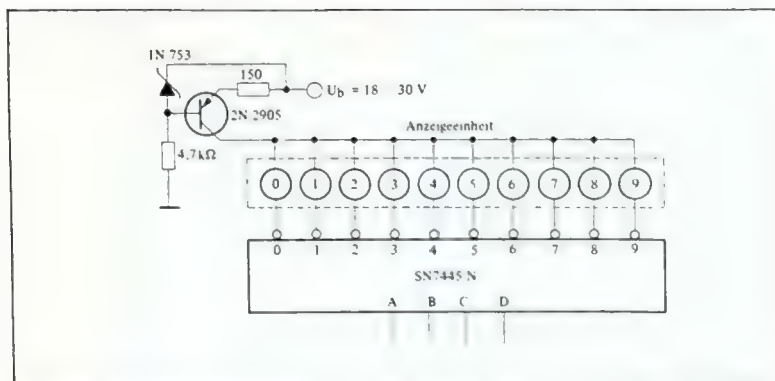 1N 753
150
Ub = 18 30 V
2N 2905
4,7kΩ
Anzeigeeinheit
0 1 2 3 4 5 6 7 8 9
0 1 2 3 4 5 6 7 8 9
SN7445 N
A B C D